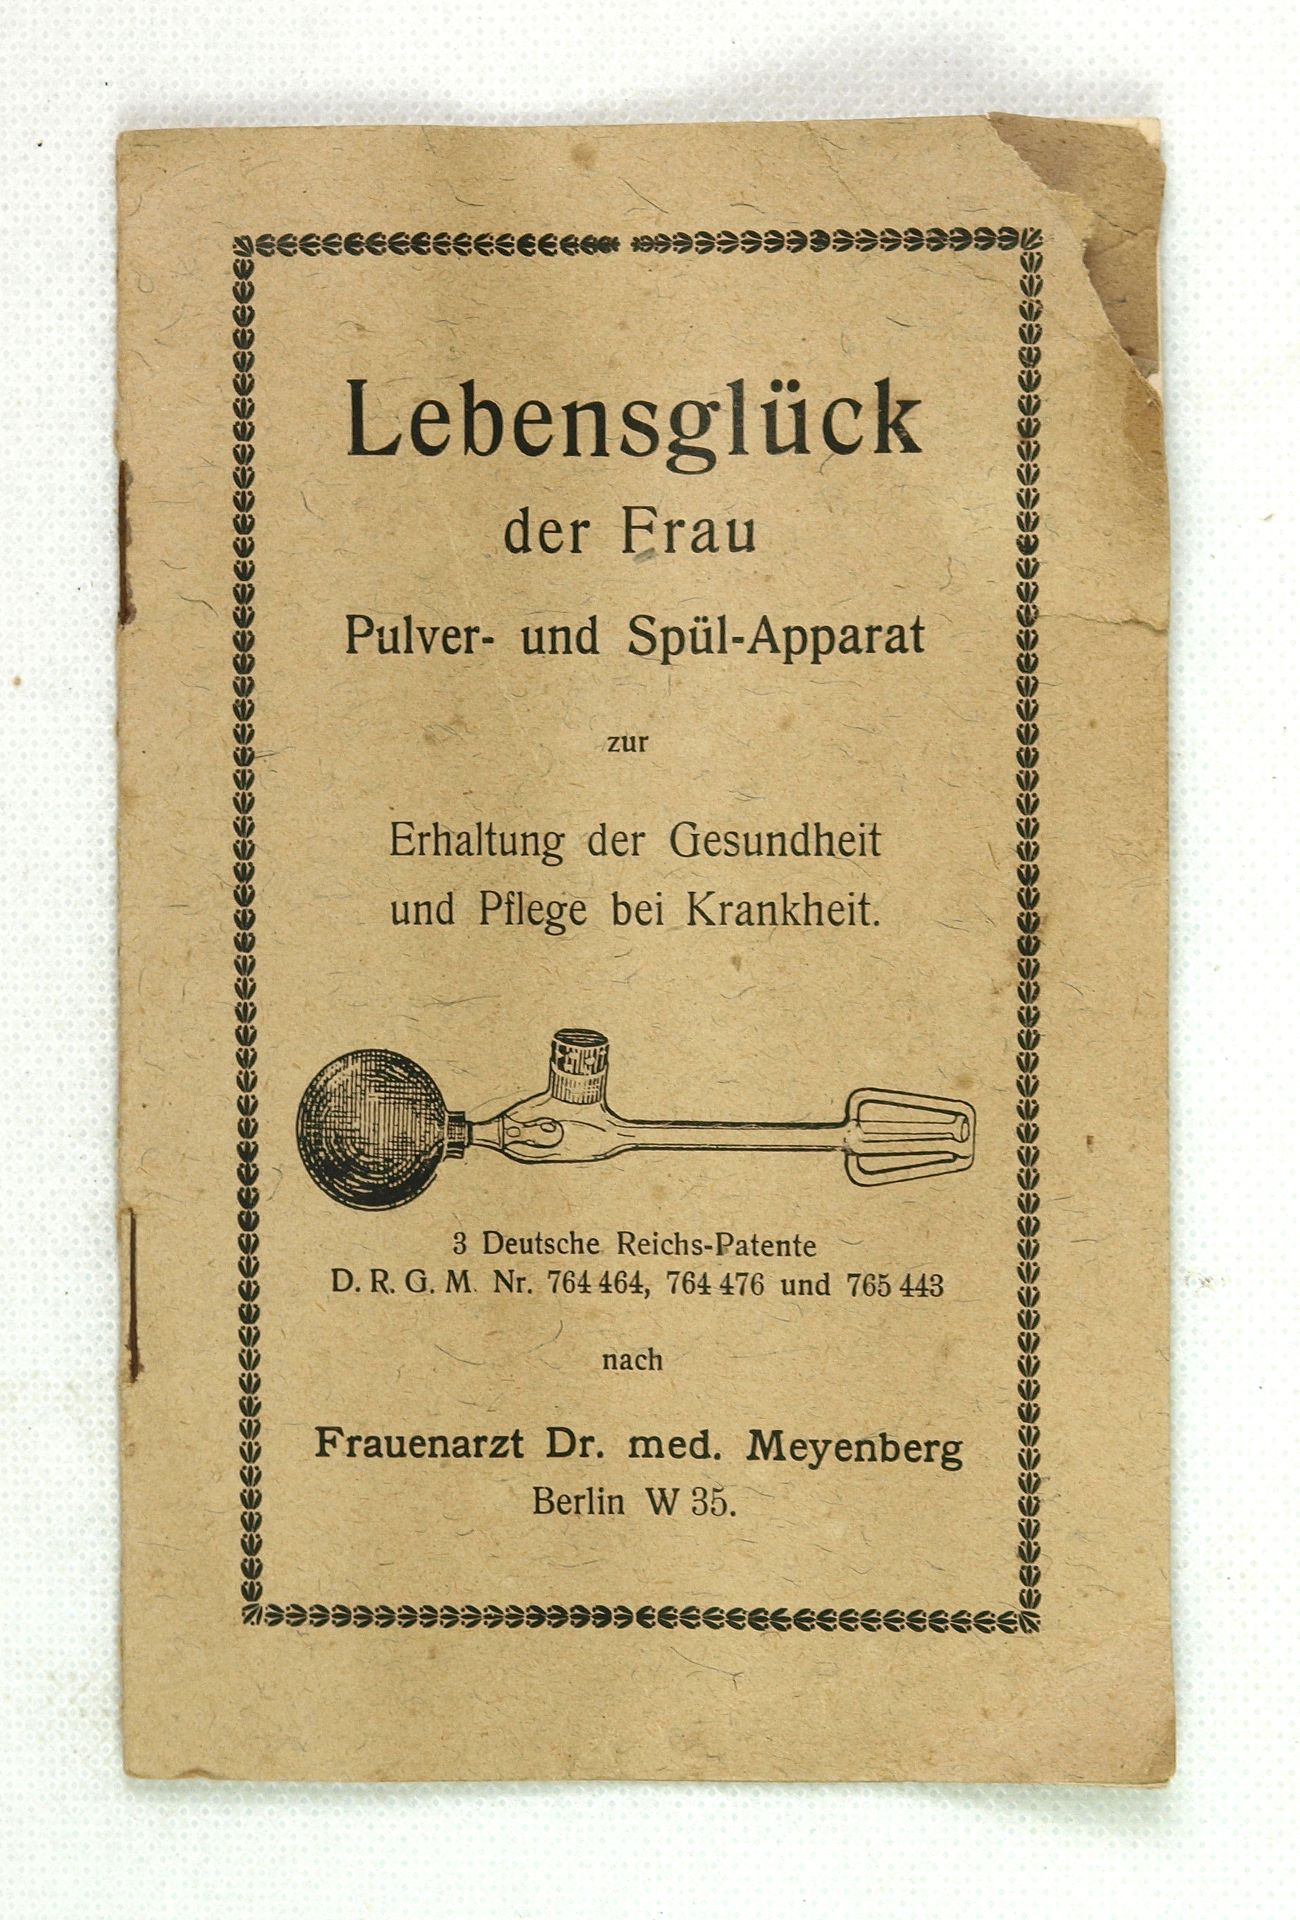 Lebensglück
der Frau
Pulver- und Spül-Apparat
zur
Erhaltung der Gesundheit
und Pflege bei Krankheit.
3 Deutsche Reichs-Patente
D. R. G. M. Nr. 764 464, 764 476 und 765 443
nach
Frauenarzt Dr. med. Meyenberg
Berlin W 35.